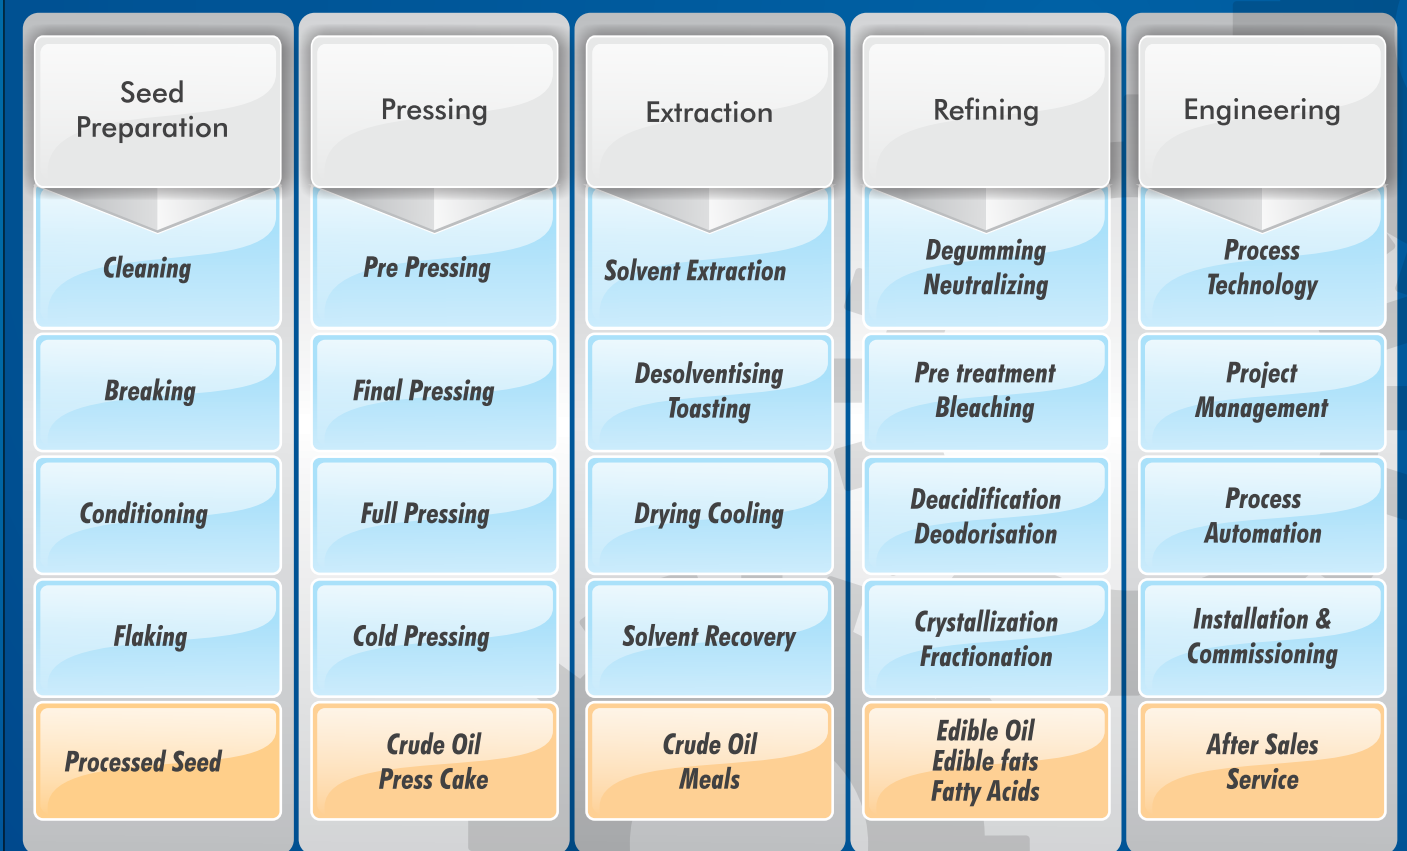 Seed
Preparation
Cleaning
Breaking
Conditioning
Flaking
Processed Seed
Pressing
Pre Pressing
Final Pressing
Full Pressing
Cold Pressing
Crude Oil
Press Cake
Extraction
Solvent Extraction
Desolventising
Toasting
Drying Cooling
Solvent Recovery
Crude Oil
Meals
Refining
Degumming
Neutralizing
Pre treatment
Bleaching
Deacidification
Deodorisation
Crystallization
Fractionation
Edible Oil
Edible fats
Fatty Acids
Engineering
Process
Technology
Project
Management
Process
Automation
Installation &
Commissioning
After Sales
Service